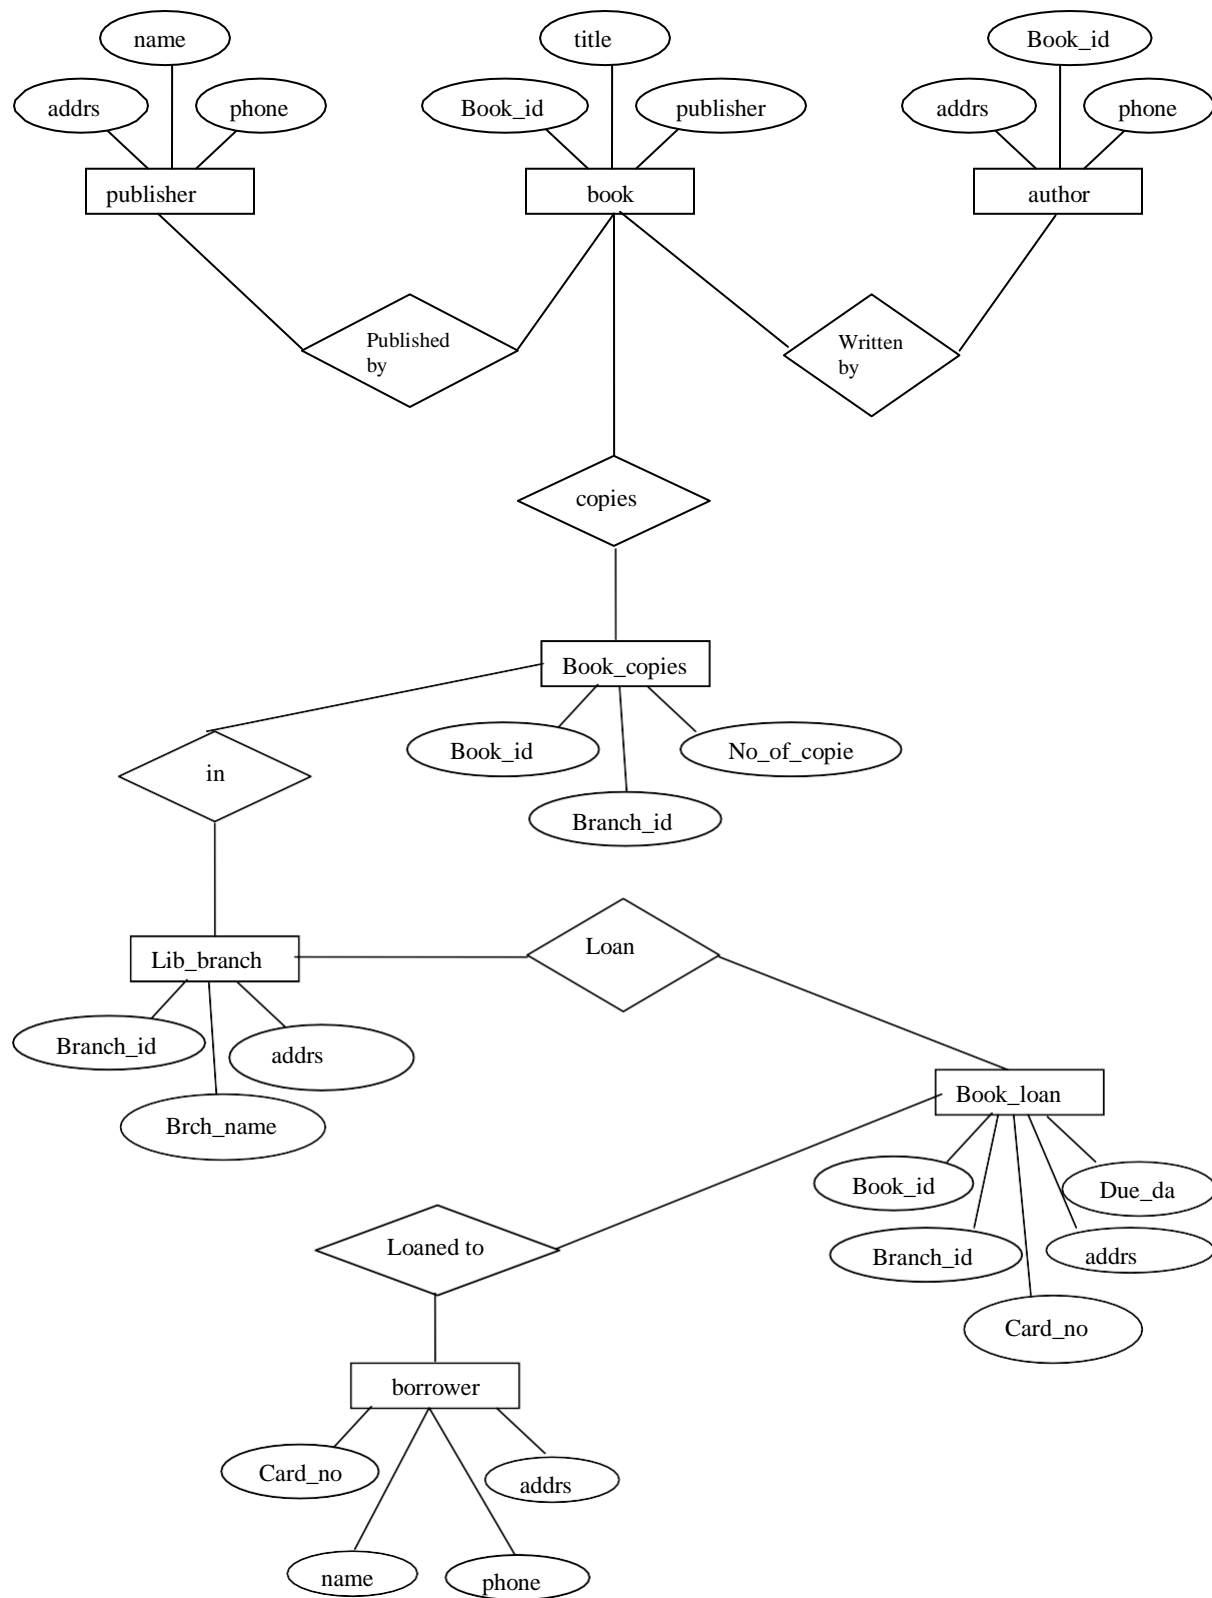 name
title
Book_id
addrs
phone
Book_id
publisher
addrs
phone
publisher
book
author
Published
by
Written
by
copies
Book_copies
Book_id
No_of_copie
in
Branch_id
Loan
Lib_branch
Branch_id
addrs
Book_loan
Brch_name
Book_id
Due_da
Loaned to
Branch_id
addrs
Card_no
borrower
Card_no
addrs
name
phone